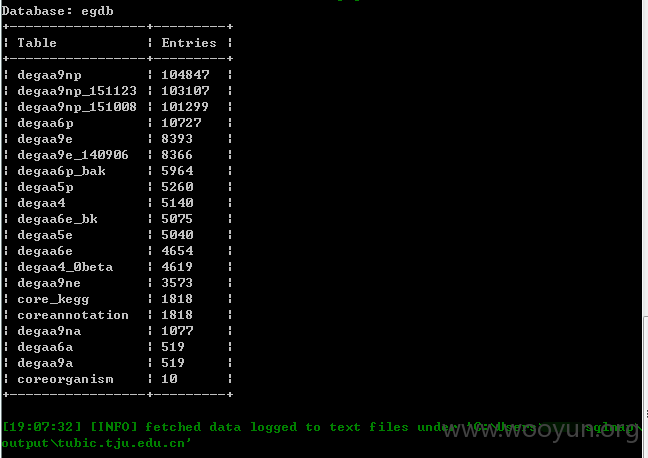 Database: egdb
+------------------+---------+
| Table            | Entries |
+------------------+---------+
| degaa9np         | 104847  |
| degaa9np_151123  | 103107  |
| degaa9np_151008  | 101299  |
| degaa6p          | 10727   |
| degaa9e          | 8393    |
| degaa9e_140906   | 8366    |
| degaa6p_bak      | 5964    |
| degaa5p          | 5260    |
| degaa4           | 5140    |
| degaa6e_bk       | 5075    |
| degaa5e          | 5040    |
| degaa6e          | 4654    |
| degaa4_0beta     | 4619    |
| degaa9ne         | 3573    |
| core_kegg        | 1818    |
| coreannotation   | 1818    |
| degaa9na         | 1077    |
| degaa6a          | 519     |
| degaa9a          | 519     |
| coreorganism     | 10      |
+------------------+---------+
[19:07:32] [INFO] fetched data logged to text files under 'C:\Users\ sqlmap\
output\tubic.tju.edu.cn'
www.wooyun.org